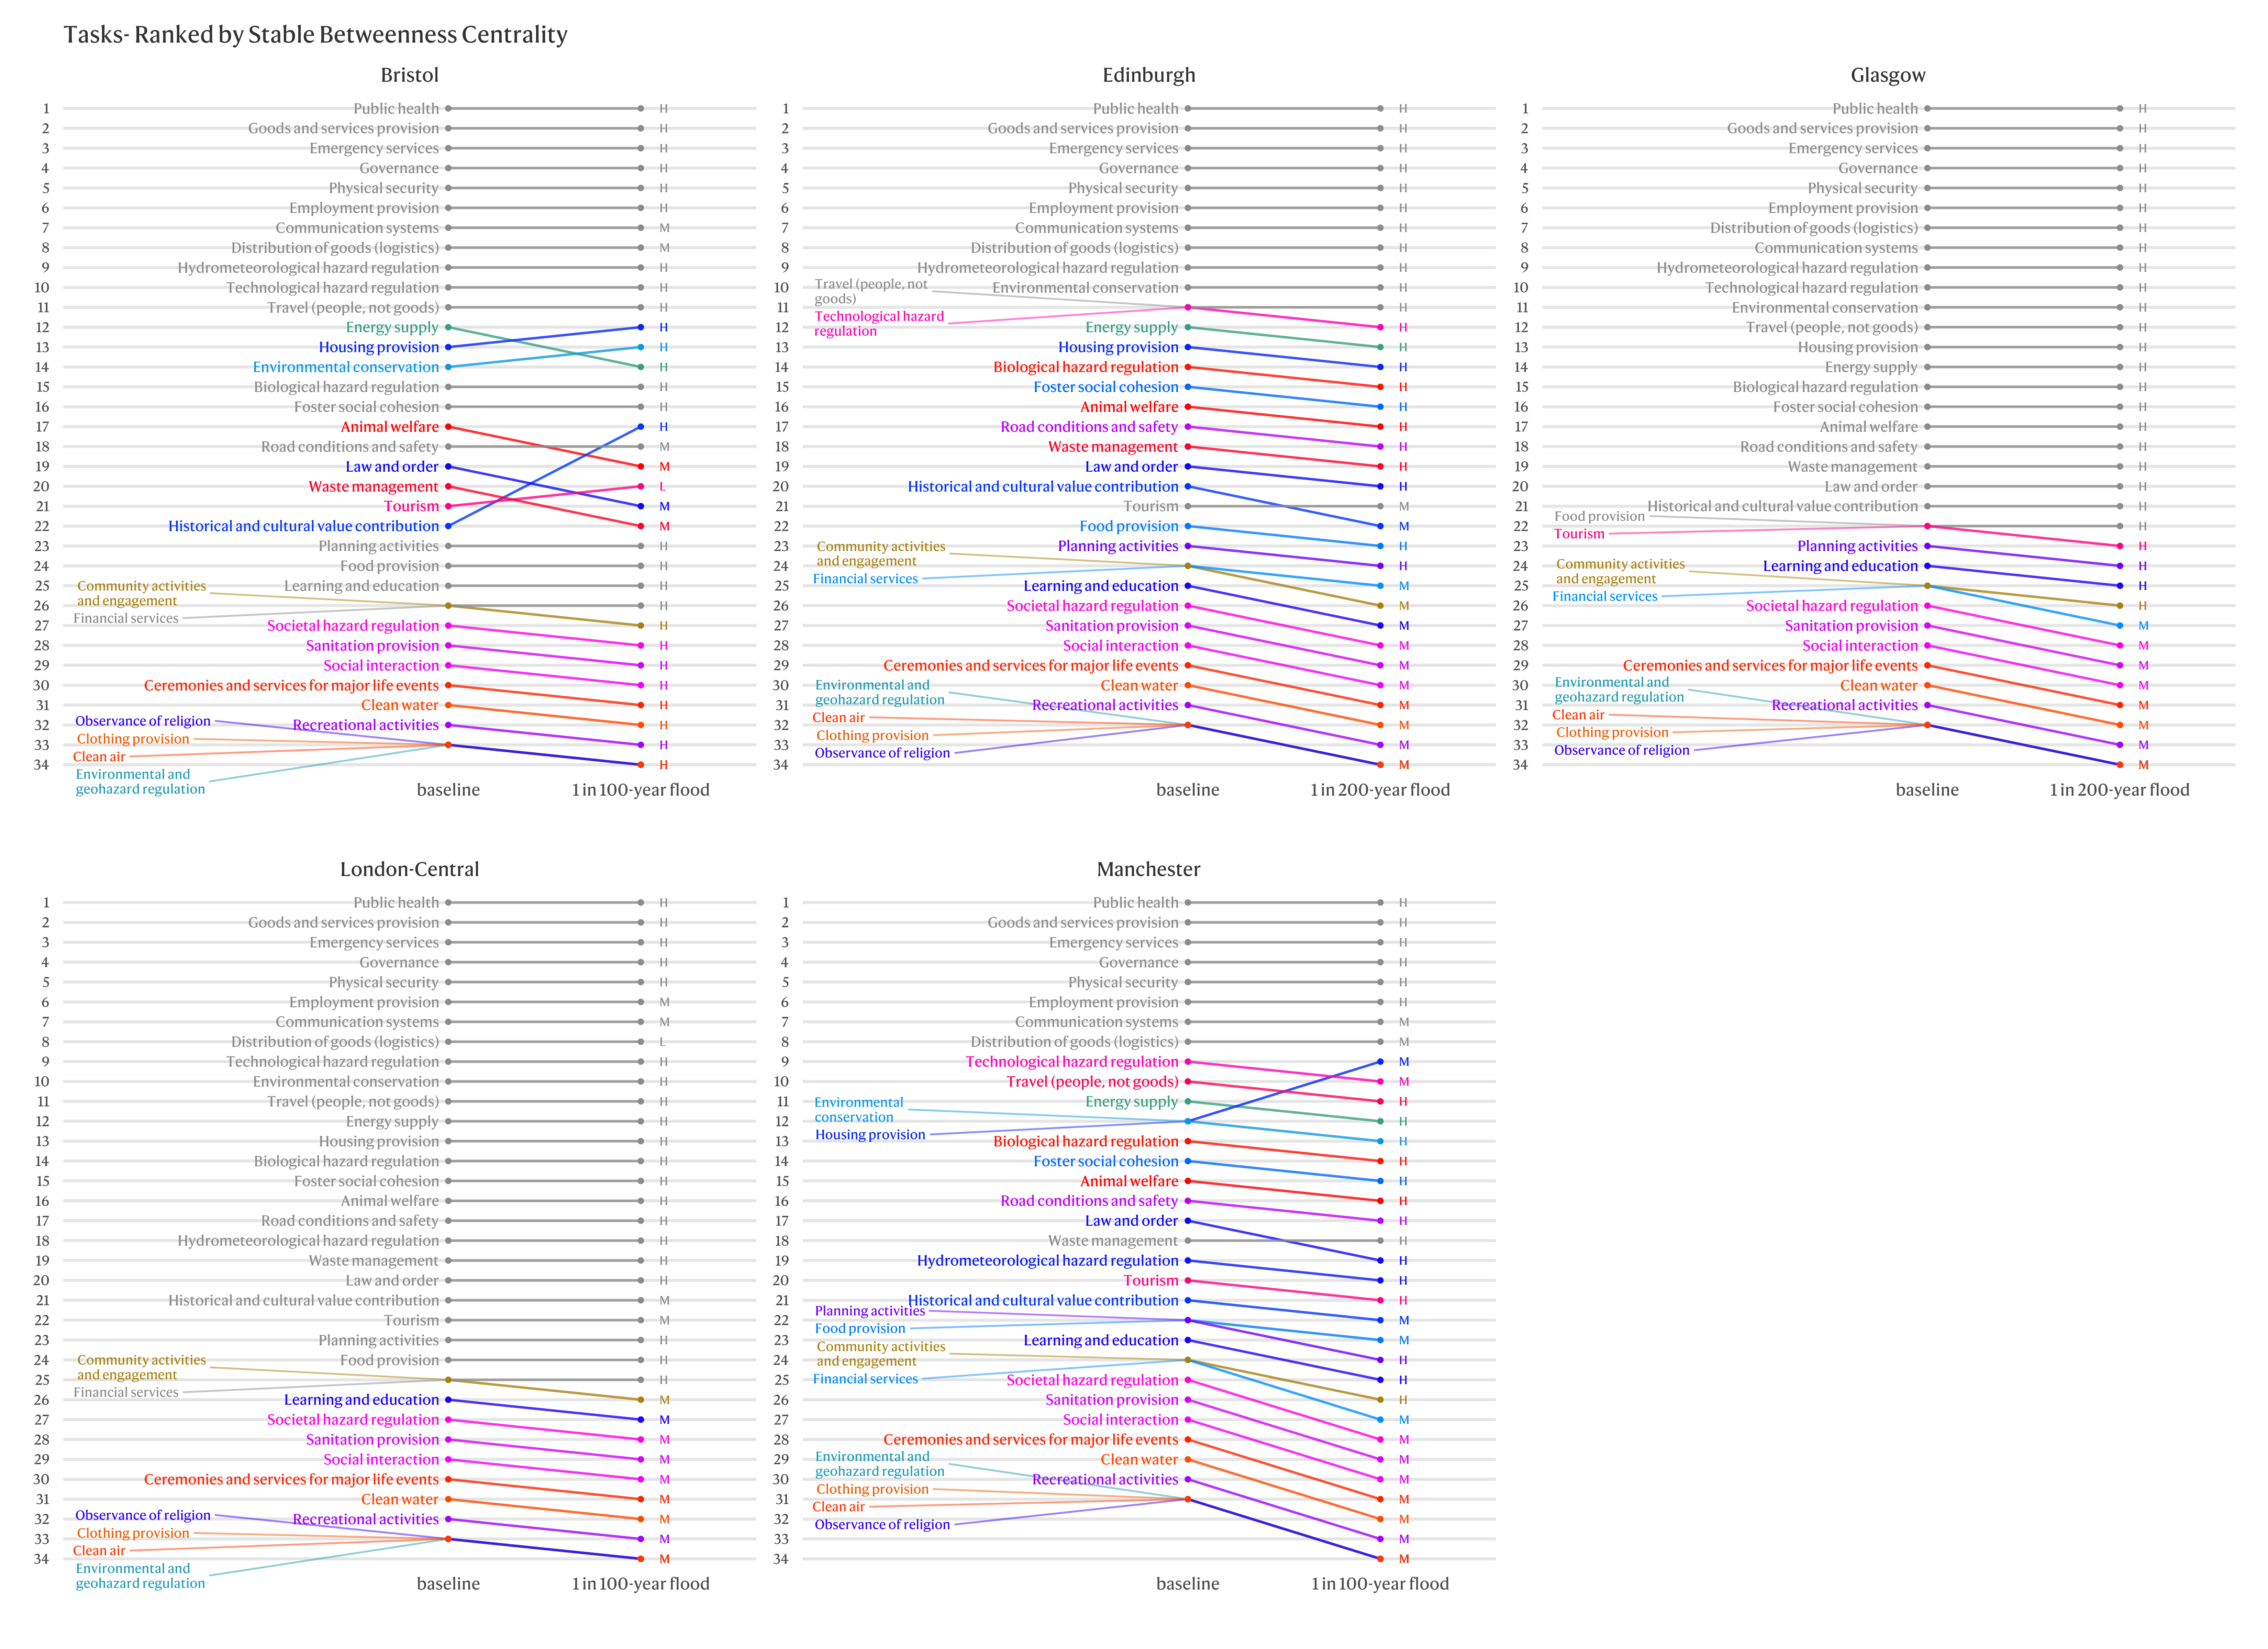 Tasks- Ranked by Stable Betweenness Centrality
Bristol
1 Public health H
2 Goods and services provision H
3 Emergency services H
4 Governance H
5 Physical security H
6 Employment provision H
7 Communication systems M
8 Distribution of goods (logistics) M
9 Hydrometeorological hazard regulation H
10 Technological hazard regulation H
11 Travel (people, not goods) H
12 Energy supply H
13 Housing provision H
14 Environmental conservation H
15 Biological hazard regulation H
16 Foster social cohesion H
17 Animal welfare H
18 Road conditions and safety M
19 Law and order M
20 Waste management L
21 Tourism M
22 Historical and cultural value contribution M
23 Planning activities H
24 Food provision H
25 Learning and education H
Community activities
and engagement
26 H
Financial services
27 Societal hazard regulation H
28 Sanitation provision H
29 Social interaction H
30 Ceremonies and services for major life events H
31 Clean water H
Observance of religion
32 Recreational activities H
Clothing provision
33 H
Clean air
34 H
Environmental and
geohazard regulation
baseline 1 in 100-year flood
Edinburgh
1 Public health H
2 Goods and services provision H
3 Emergency services H
4 Governance H
5 Physical security H
6 Employment provision H
7 Communication systems H
8 Distribution of goods (logistics) H
9 Hydrometeorological hazard regulation H
Travel (people, not
goods)
10 Environmental conservation H
11 H
Technological hazard
regulation
12 Energy supply H
13 Housing provision H
14 Biological hazard regulation H
15 Foster social cohesion H
16 Animal welfare H
17 Road conditions and safety H
18 Waste management H
19 Law and order H
20 Historical and cultural value contribution H
21 Tourism M
22 Food provision M
23 Planning activities H
Community activities
and engagement
24 H
Financial services
25 Learning and education M
26 Societal hazard regulation M
27 Sanitation provision M
28 Social interaction M
29 Ceremonies and services for major life events M
30 Clean water M
Environmental and
geohazard regulation
31 Recreational activities M
Clean air
32 M
Clothing provision
33 M
Observance of religion
34 M
baseline 1 in 200-year flood
Glasgow
1 Public health H
2 Goods and services provision H
3 Emergency services H
4 Governance H
5 Physical security H
6 Employment provision H
7 Distribution of goods (logistics) H
8 Communication systems H
9 Hydrometeorological hazard regulation H
10 Technological hazard regulation H
11 Environmental conservation H
12 Travel (people, not goods) H
13 Housing provision H
14 Energy supply H
15 Biological hazard regulation H
16 Foster social cohesion H
17 Animal welfare H
18 Road conditions and safety H
19 Waste management H
20 Law and order H
21 Historical and cultural value contribution H
Food provision
22 H
Tourism
23 Planning activities H
24 Learning and education H
Community activities
and engagement
25 H
Financial services
26 Societal hazard regulation H
27 Sanitation provision M
28 Social interaction M
29 Ceremonies and services for major life events M
30 Clean water M
Environmental and
geohazard regulation
31 Recreational activities M
Clean air
32 M
Clothing provision
33 M
Observance of religion
34 M
baseline 1 in 200-year flood
London-Central
1 Public health H
2 Goods and services provision H
3 Emergency services H
4 Governance H
5 Physical security H
6 Employment provision M
7 Communication systems M
8 Distribution of goods (logistics) L
9 Technological hazard regulation H
10 Environmental conservation H
11 Travel (people, not goods) H
12 Energy supply H
13 Housing provision H
14 Biological hazard regulation H
15 Foster social cohesion H
16 Animal welfare H
17 Road conditions and safety H
18 Hydrometeorological hazard regulation H
19 Waste management H
20 Law and order H
21 Historical and cultural value contribution M
22 Tourism M
23 Planning activities H
24 Food provision H
Community activities
and engagement
25 H
Financial services
26 Learning and education M
27 Societal hazard regulation M
28 Sanitation provision M
29 Social interaction M
30 Ceremonies and services for major life events M
31 Clean water M
Observance of religion
32 Recreational activities M
Clothing provision
33 M
Clean air
34 M
Environmental and
geohazard regulation
baseline 1 in 100-year flood
Manchester
1 Public health H
2 Goods and services provision H
3 Emergency services H
4 Governance H
5 Physical security H
6 Employment provision H
7 Communication systems M
8 Distribution of goods (logistics) M
9 Technological hazard regulation M
10 Travel (people, not goods) M
11 Energy supply H
Environmental
conservation
12 H
Housing provision
13 Biological hazard regulation H
14 Foster social cohesion H
15 Animal welfare H
16 Road conditions and safety H
17 Law and order H
18 Waste management H
19 Hydrometeorological hazard regulation H
20 Tourism H
21 Historical and cultural value contribution H
Planning activities
22 M
Food provision
23 Learning and education M
Community activities
and engagement
24 H
Financial services
25 Societal hazard regulation H
26 Sanitation provision H
27 Social interaction M
28 Ceremonies and services for major life events M
29 Clean water M
Environmental and
geohazard regulation
30 Recreational activities M
Clothing provision
31 M
Clean air
32 M
Observance of religion
33 M
34 M
baseline 1 in 100-year flood